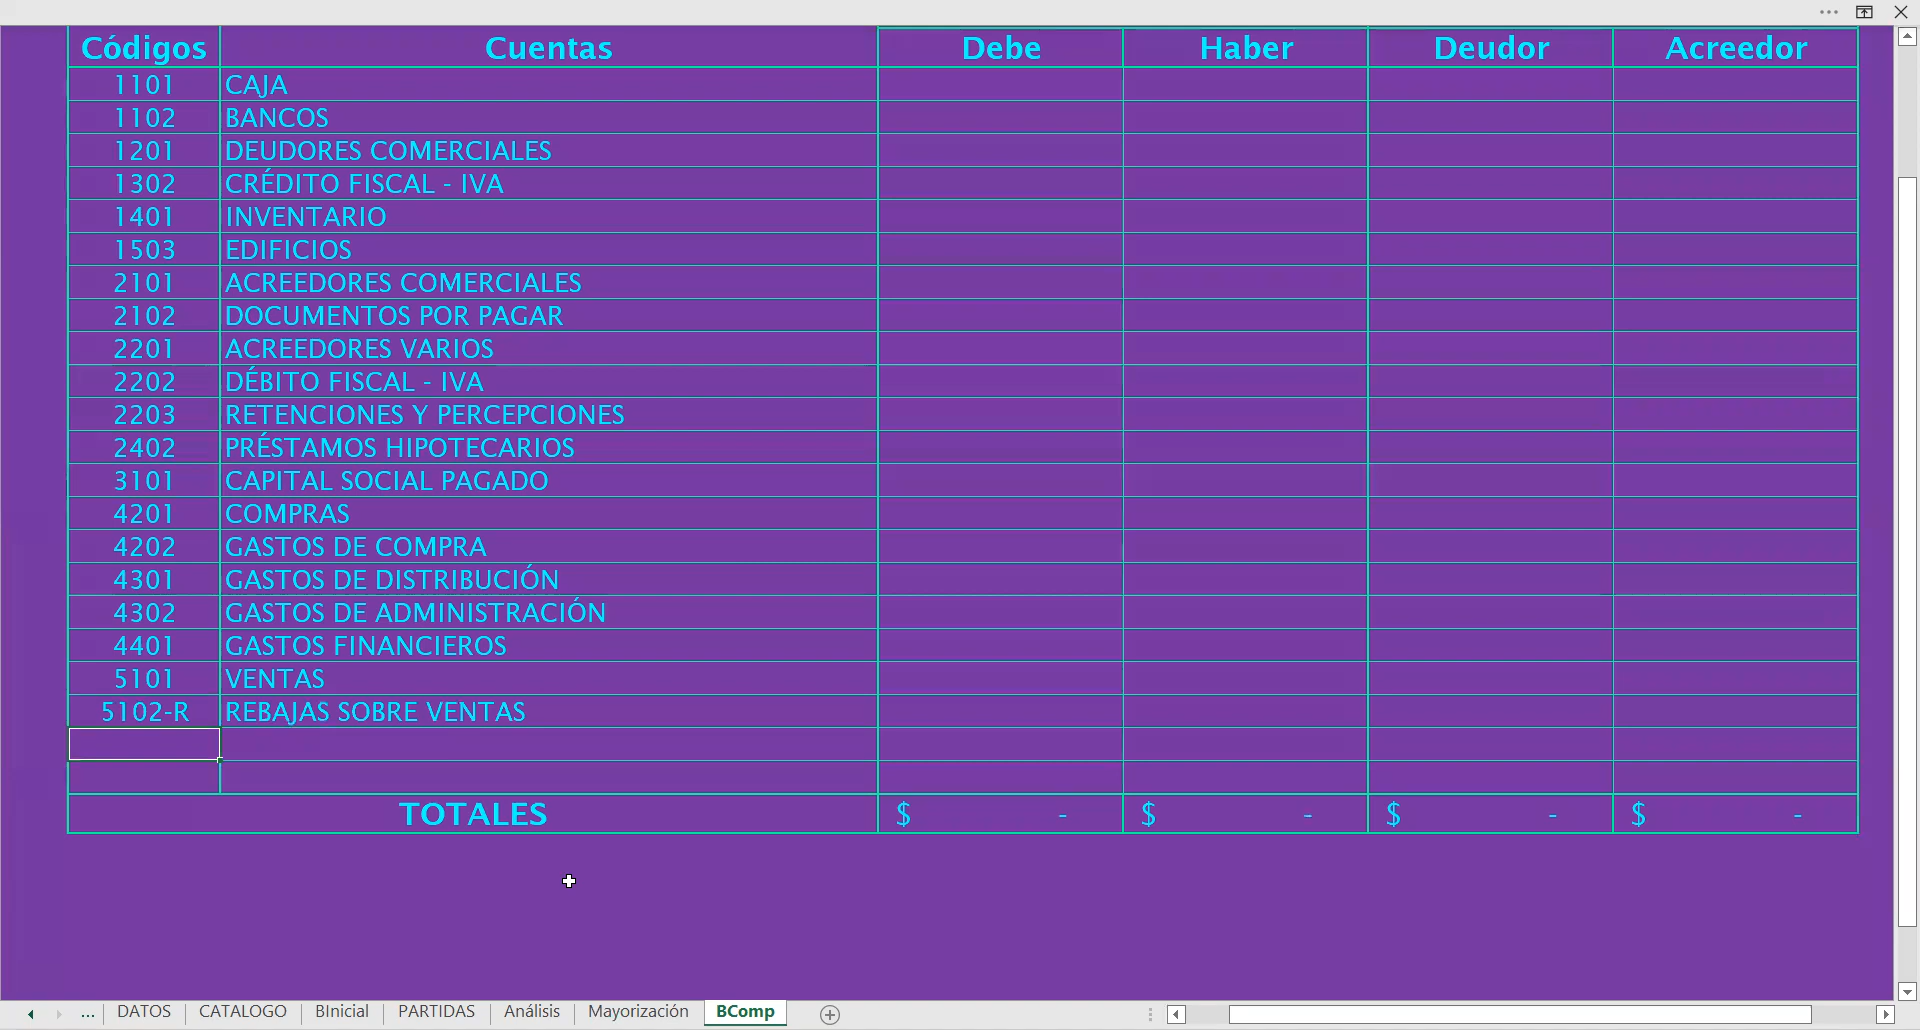 Códigos Cuentas Debe Haber Deudor Acreedor
1101 CAJA
1102 BANCOS
1201 DEUDORES COMERCIALES
1302 CRÉDITO FISCAL - IVA
1401 INVENTARIO
1503 EDIFICIOS
2101 ACREEDORES COMERCIALES
2102 DOCUMENTOS POR PAGAR
2201 ACREEDORES VARIOS
2202 DÉBITO FISCAL - IVA
2203 RETENCIONES Y PERCEPCIONES
2402 PRÉSTAMOS HIPOTECARIOS
3101 CAPITAL SOCIAL PAGADO
4201 COMPRAS
4202 GASTOS DE COMPRA
4301 GASTOS DE DISTRIBUCIÓN
4302 GASTOS DE ADMINISTRACIÓN
4401 GASTOS FINANCIEROS
5101 VENTAS
5102-R REBAJAS SOBRE VENTAS
TOTALES $ - $ - $ - $ -
... DATOS CATALOGO BInicial PARTIDAS Análisis Mayorización BComp